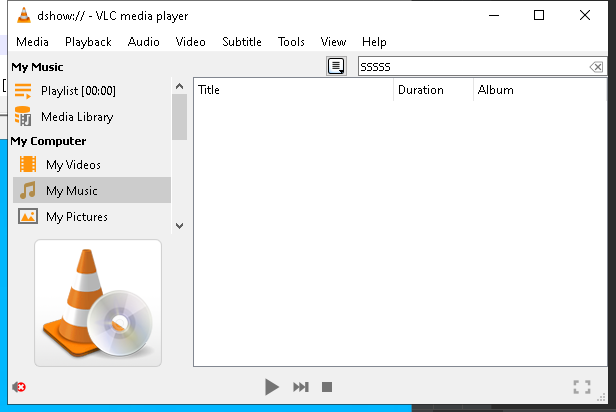 dshow:// - VLC media player
Media Playback Audio Video Subtitle Tools View Help
My Music
SSSSS
Playlist [00:00]
Media Library
My Computer
My Videos
My Music
My Pictures
Title Duration Album